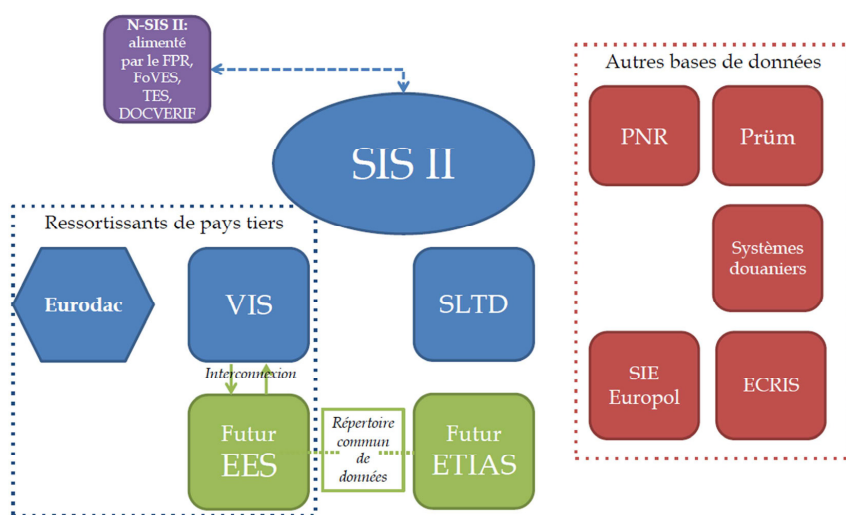 N-SIS II:
alimenté
par le FPR,
FoVES,
TES,
DOCVERIF
SIS II
Ressortissants de pays tiers
Eurodac
VIS
SLTD
Interconnexion
Futur
EES
Répertoire
commun
de
données
Futur
ETIAS
Autres bases de données
PNR
Prüm
Systèmes
douaniers
SIE
Europol
ECRIS